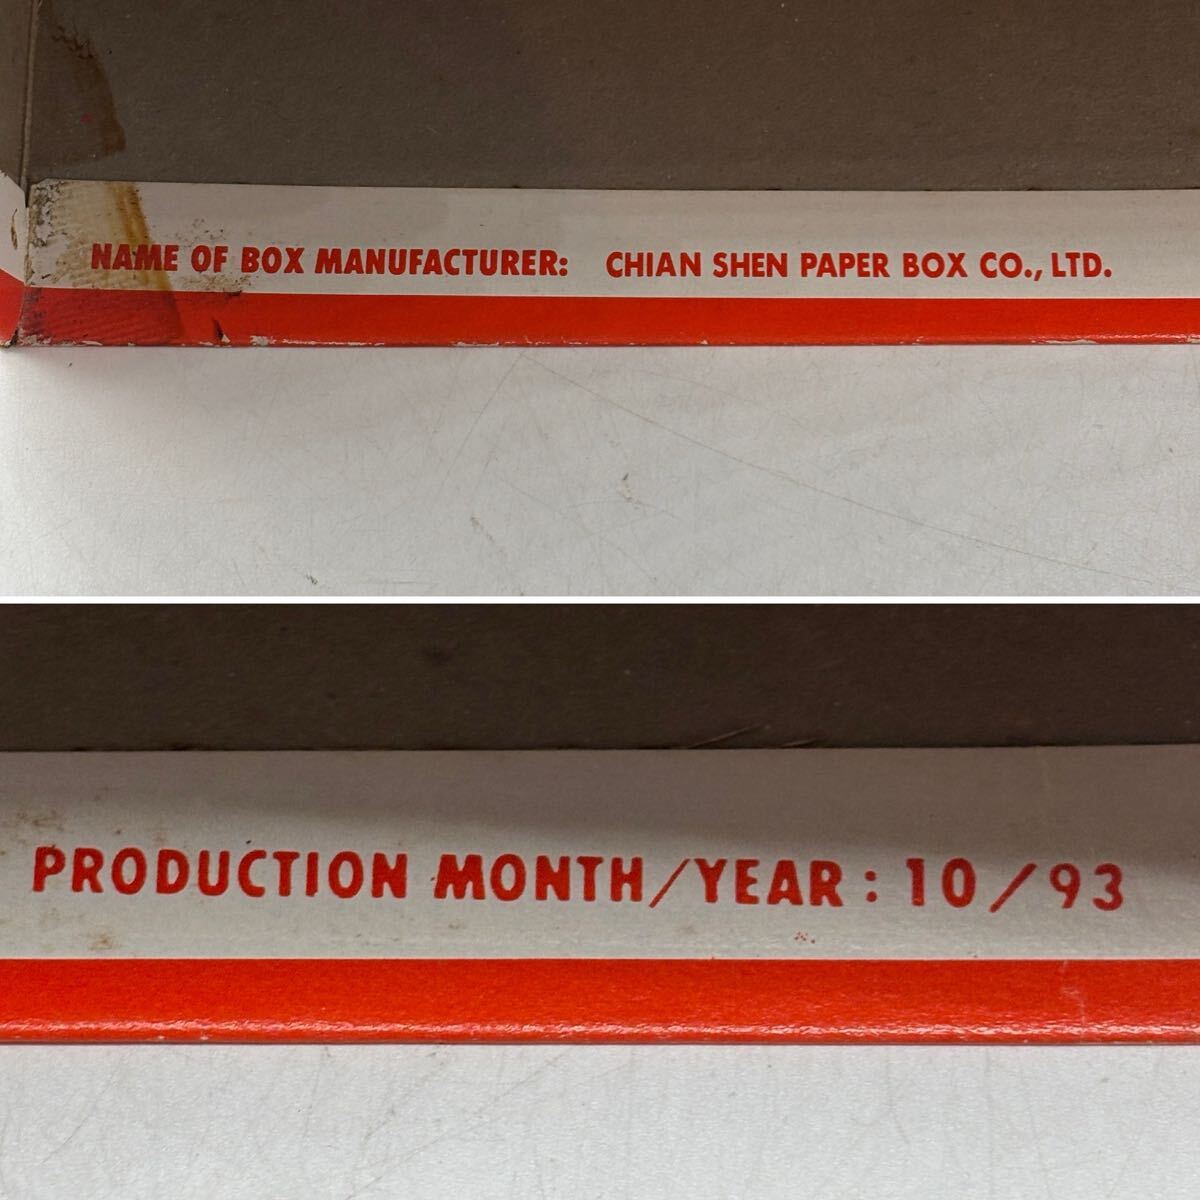 NAME OF BOX MANUFACTURER: CHIAN SHEN PAPER BOX CO., LTD.
PRODUCTION MONTH/YEAR: 10/93